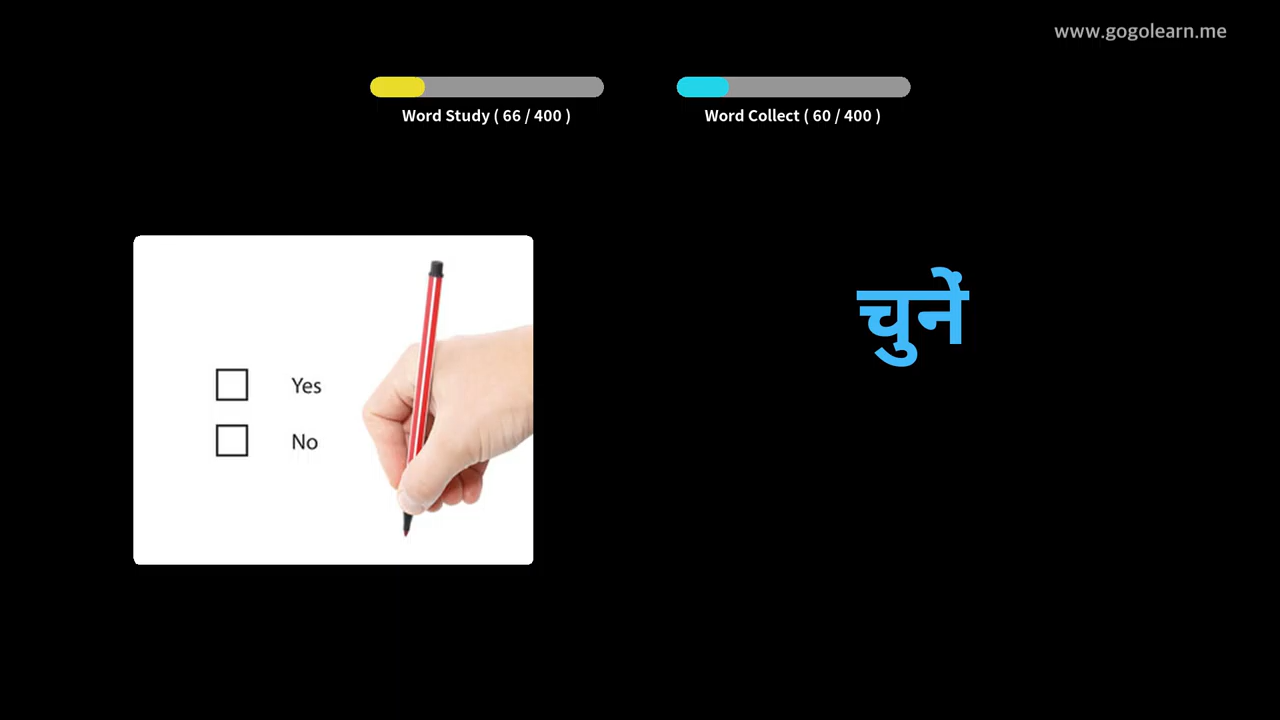 www.gogolearn.me
Word Study ( 66 / 400 )
Word Collect ( 60 / 400 )
चुनें
Yes
No